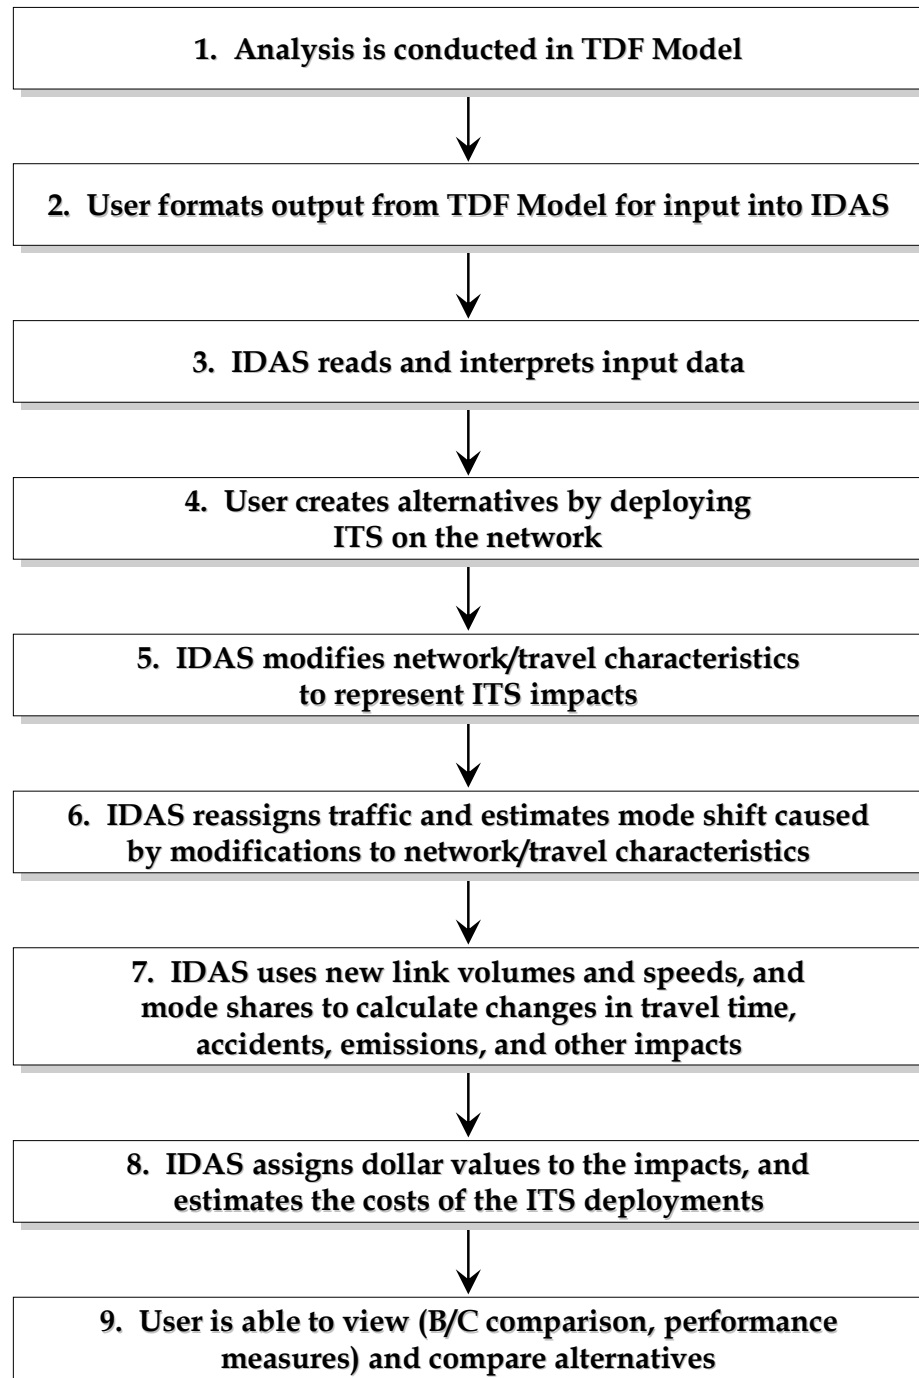 1. Analysis is conducted in TDF Model
2. User formats output from TDF Model for input into IDAS
3. IDAS reads and interprets input data
4. User creates alternatives by deploying
ITS on the network
5. IDAS modifies network/travel characteristics
to represent ITS impacts
6. IDAS reassigns traffic and estimates mode shift caused
by modifications to network/travel characteristics
7. IDAS uses new link volumes and speeds, and
mode shares to calculate changes in travel time,
accidents, emissions, and other impacts
8. IDAS assigns dollar values to the impacts, and
estimates the costs of the ITS deployments
9. User is able to view (B/C comparison, performance
measures) and compare alternatives